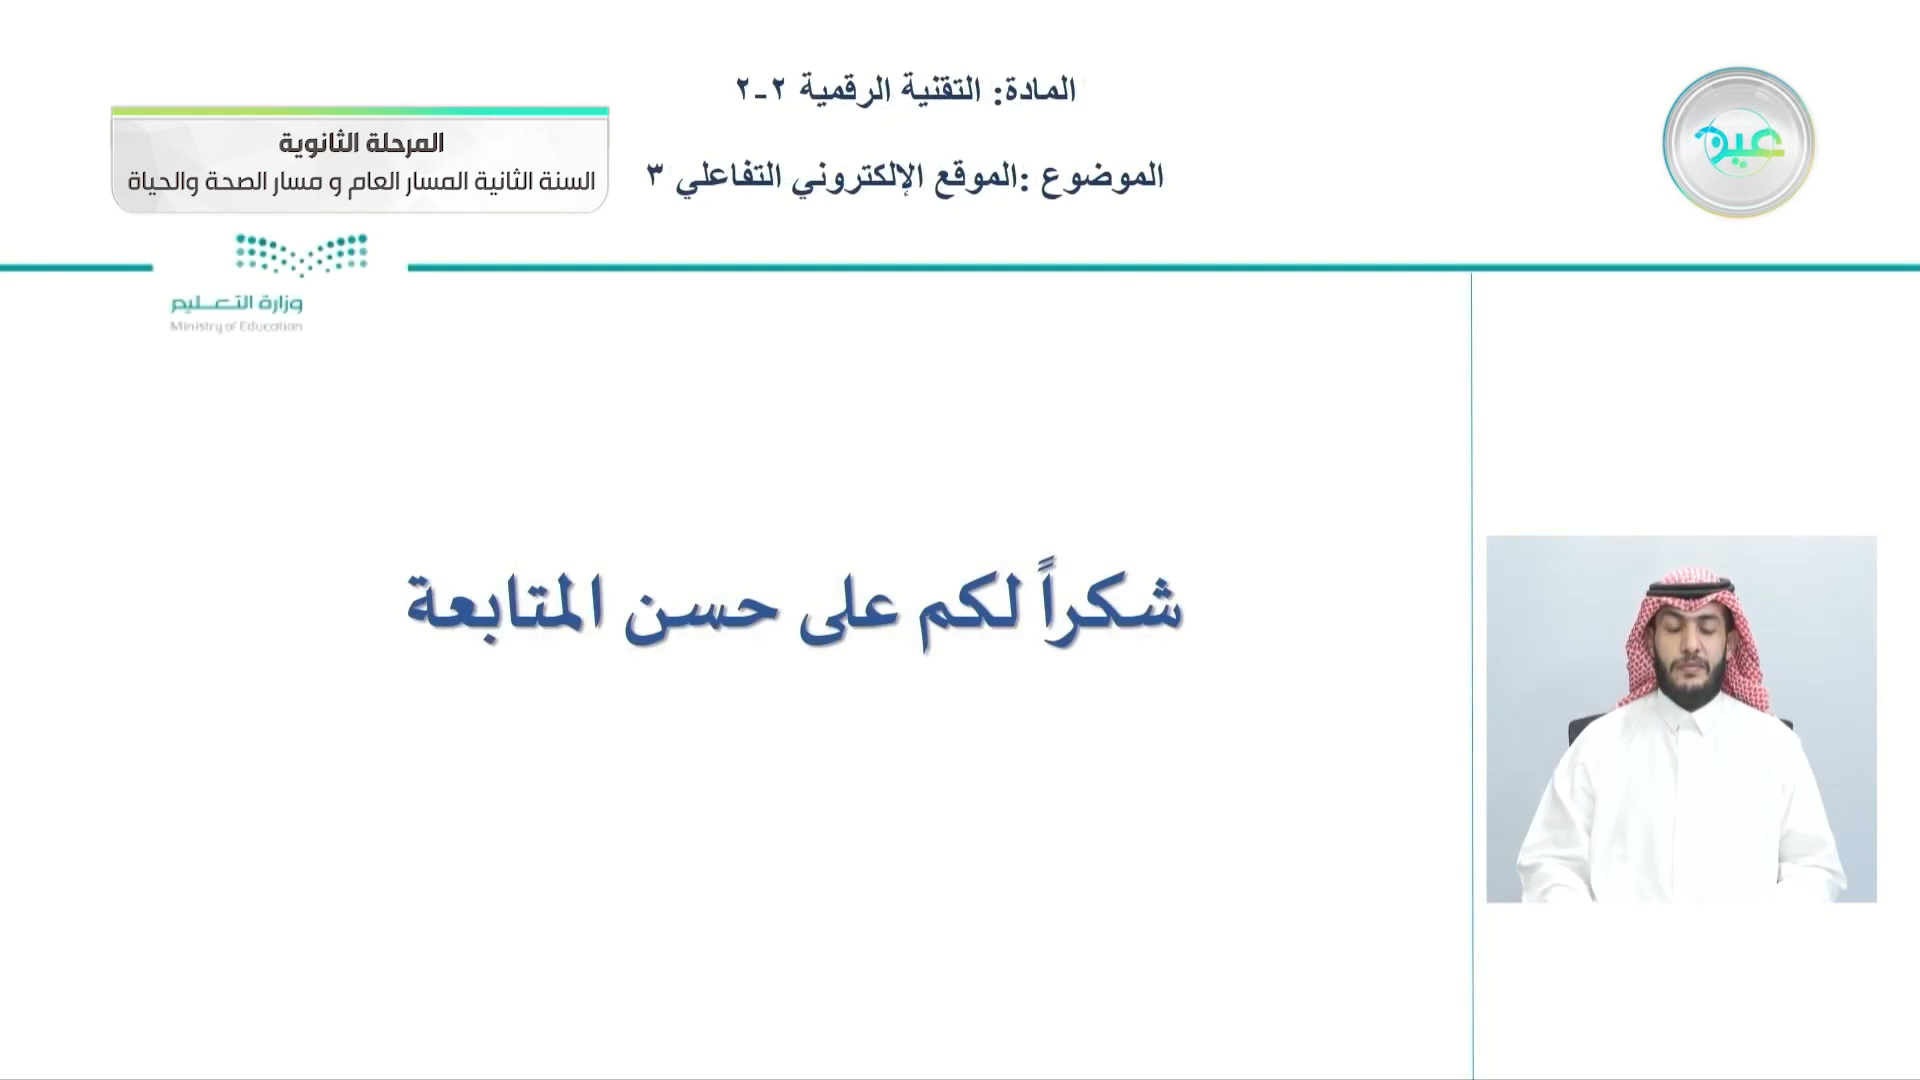 المادة: التقنية الرقمية ٢-٢
الموضوع :الموقع الإلكتروني التفاعلي ٣
المرحلة الثانوية
السنة الثانية المسار العام و مسار الصحة والحياة
عين
وزارة التعليم
Ministry of Education
شكراً لكم على حسن المتابعة